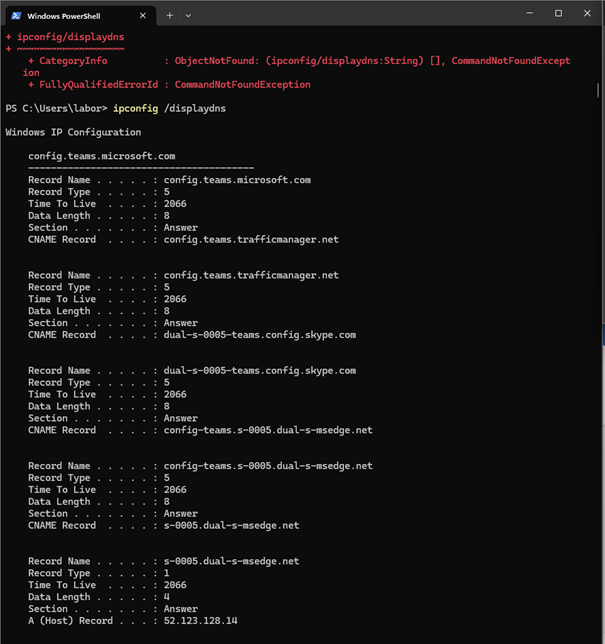 Windows PowerShell
+ ipconfig/displaydns
+ ~~~~~~~~~~~~~~~~~~~
    + CategoryInfo          : ObjectNotFound: (ipconfig/displaydns:String) [], CommandNotFoundExcept
   ion
    + FullyQualifiedErrorId : CommandNotFoundException
PS C:\Users\labor> ipconfig /displaydns
Windows IP Configuration
    config.teams.microsoft.com
    ----------------------------------------
    Record Name . . . . . : config.teams.microsoft.com
    Record Type . . . . . : 5
    Time To Live  . . . . : 2066
    Data Length . . . . . : 8
    Section . . . . . . . : Answer
    CNAME Record  . . . . : config.teams.trafficmanager.net
    Record Name . . . . . : config.teams.trafficmanager.net
    Record Type . . . . . : 5
    Time To Live  . . . . : 2066
    Data Length . . . . . : 8
    Section . . . . . . . : Answer
    CNAME Record  . . . . : dual-s-0005-teams.config.skype.com
    Record Name . . . . . : dual-s-0005-teams.config.skype.com
    Record Type . . . . . : 5
    Time To Live  . . . . : 2066
    Data Length . . . . . : 8
    Section . . . . . . . : Answer
    CNAME Record  . . . . : config-teams.s-0005.dual-s-msedge.net
    Record Name . . . . . : config-teams.s-0005.dual-s-msedge.net
    Record Type . . . . . : 5
    Time To Live  . . . . : 2066
    Data Length . . . . . : 8
    Section . . . . . . . : Answer
    CNAME Record  . . . . : s-0005.dual-s-msedge.net
    Record Name . . . . . : s-0005.dual-s-msedge.net
    Record Type . . . . . : 1
    Time To Live  . . . . : 2066
    Data Length . . . . . : 4
    Section . . . . . . . : Answer
    A (Host) Record . . . : 52.123.128.14